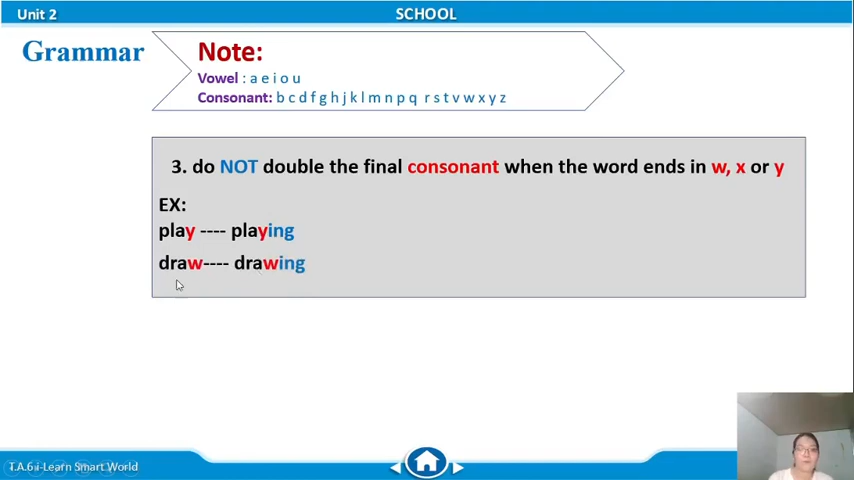 Unit 2
SCHOOL
Grammar
Note:
Vowel : a e i o u
Consonant: b c d f g h j k l m n p q r s t v w x y z
3. do NOT double the final consonant when the word ends in w, x or y
EX:
play ---- playing
draw---- drawing
T.A.6 i-Learn Smart World